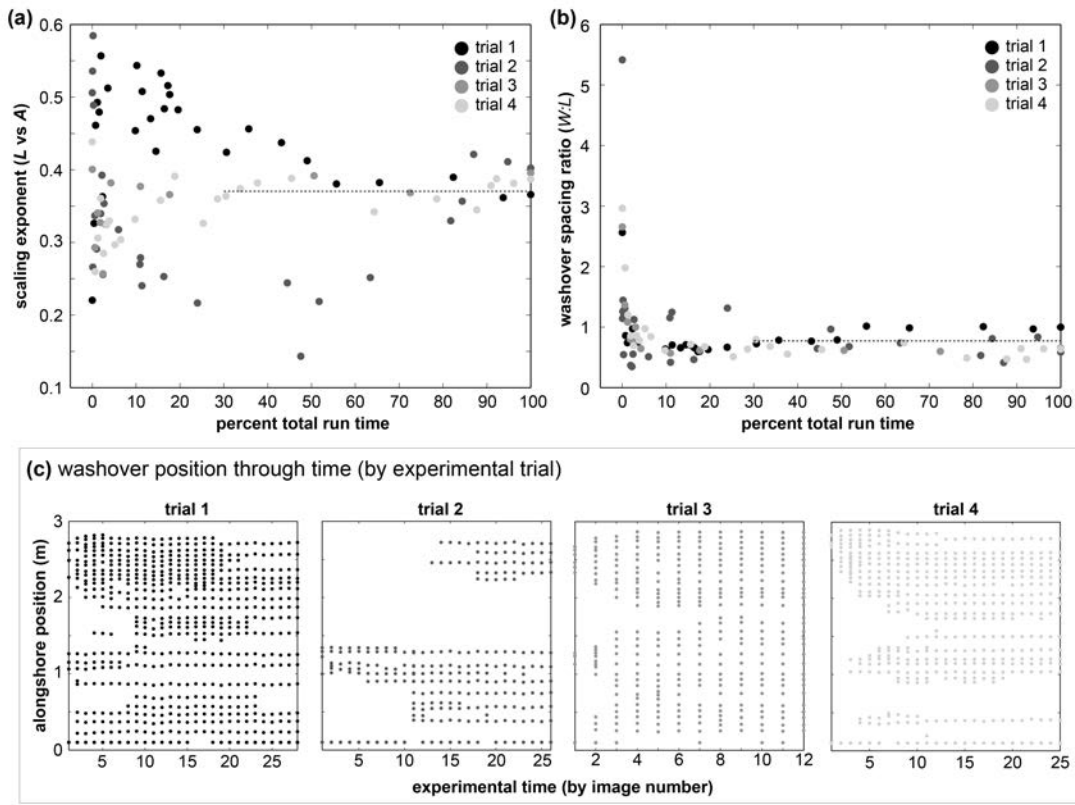 (a)
0.6
0.5
0.4
0.3
0.2
0.1
scaling exponent (L vs A)
trial 1
trial 2
trial 3
trial 4
0 10 20 30 40 50 60 70 80 90 100
percent total run time
(b)
6
5
4
3
2
1
0
washover spacing ratio (W:L)
trial 1
trial 2
trial 3
trial 4
0 10 20 30 40 50 60 70 80 90 100
percent total run time
(c) washover position through time (by experimental trial)
trial 1 trial 2 trial 3 trial 4
3
2
1
0
alongshore position (m)
5 10 15 20 25
5 10 15 20 25
2 4 6 8 10 12
5 10 15 20 25
experimental time (by image number)